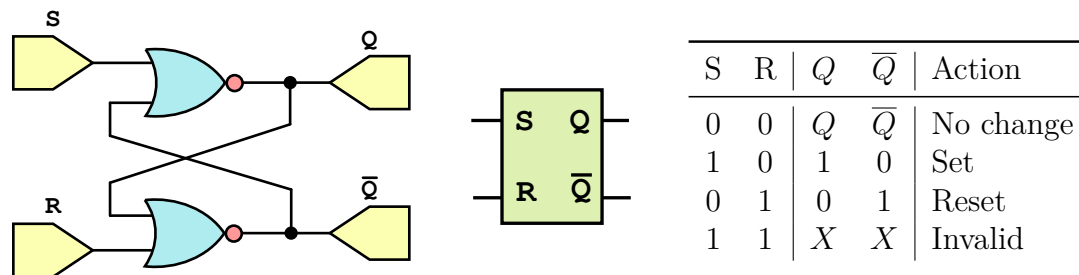 S
Q
R
Q̅
S Q
R Q̅
S R Q Q̅ Action
0 0 Q Q̅ No change
1 0 1 0 Set
0 1 0 1 Reset
1 1 X X Invalid